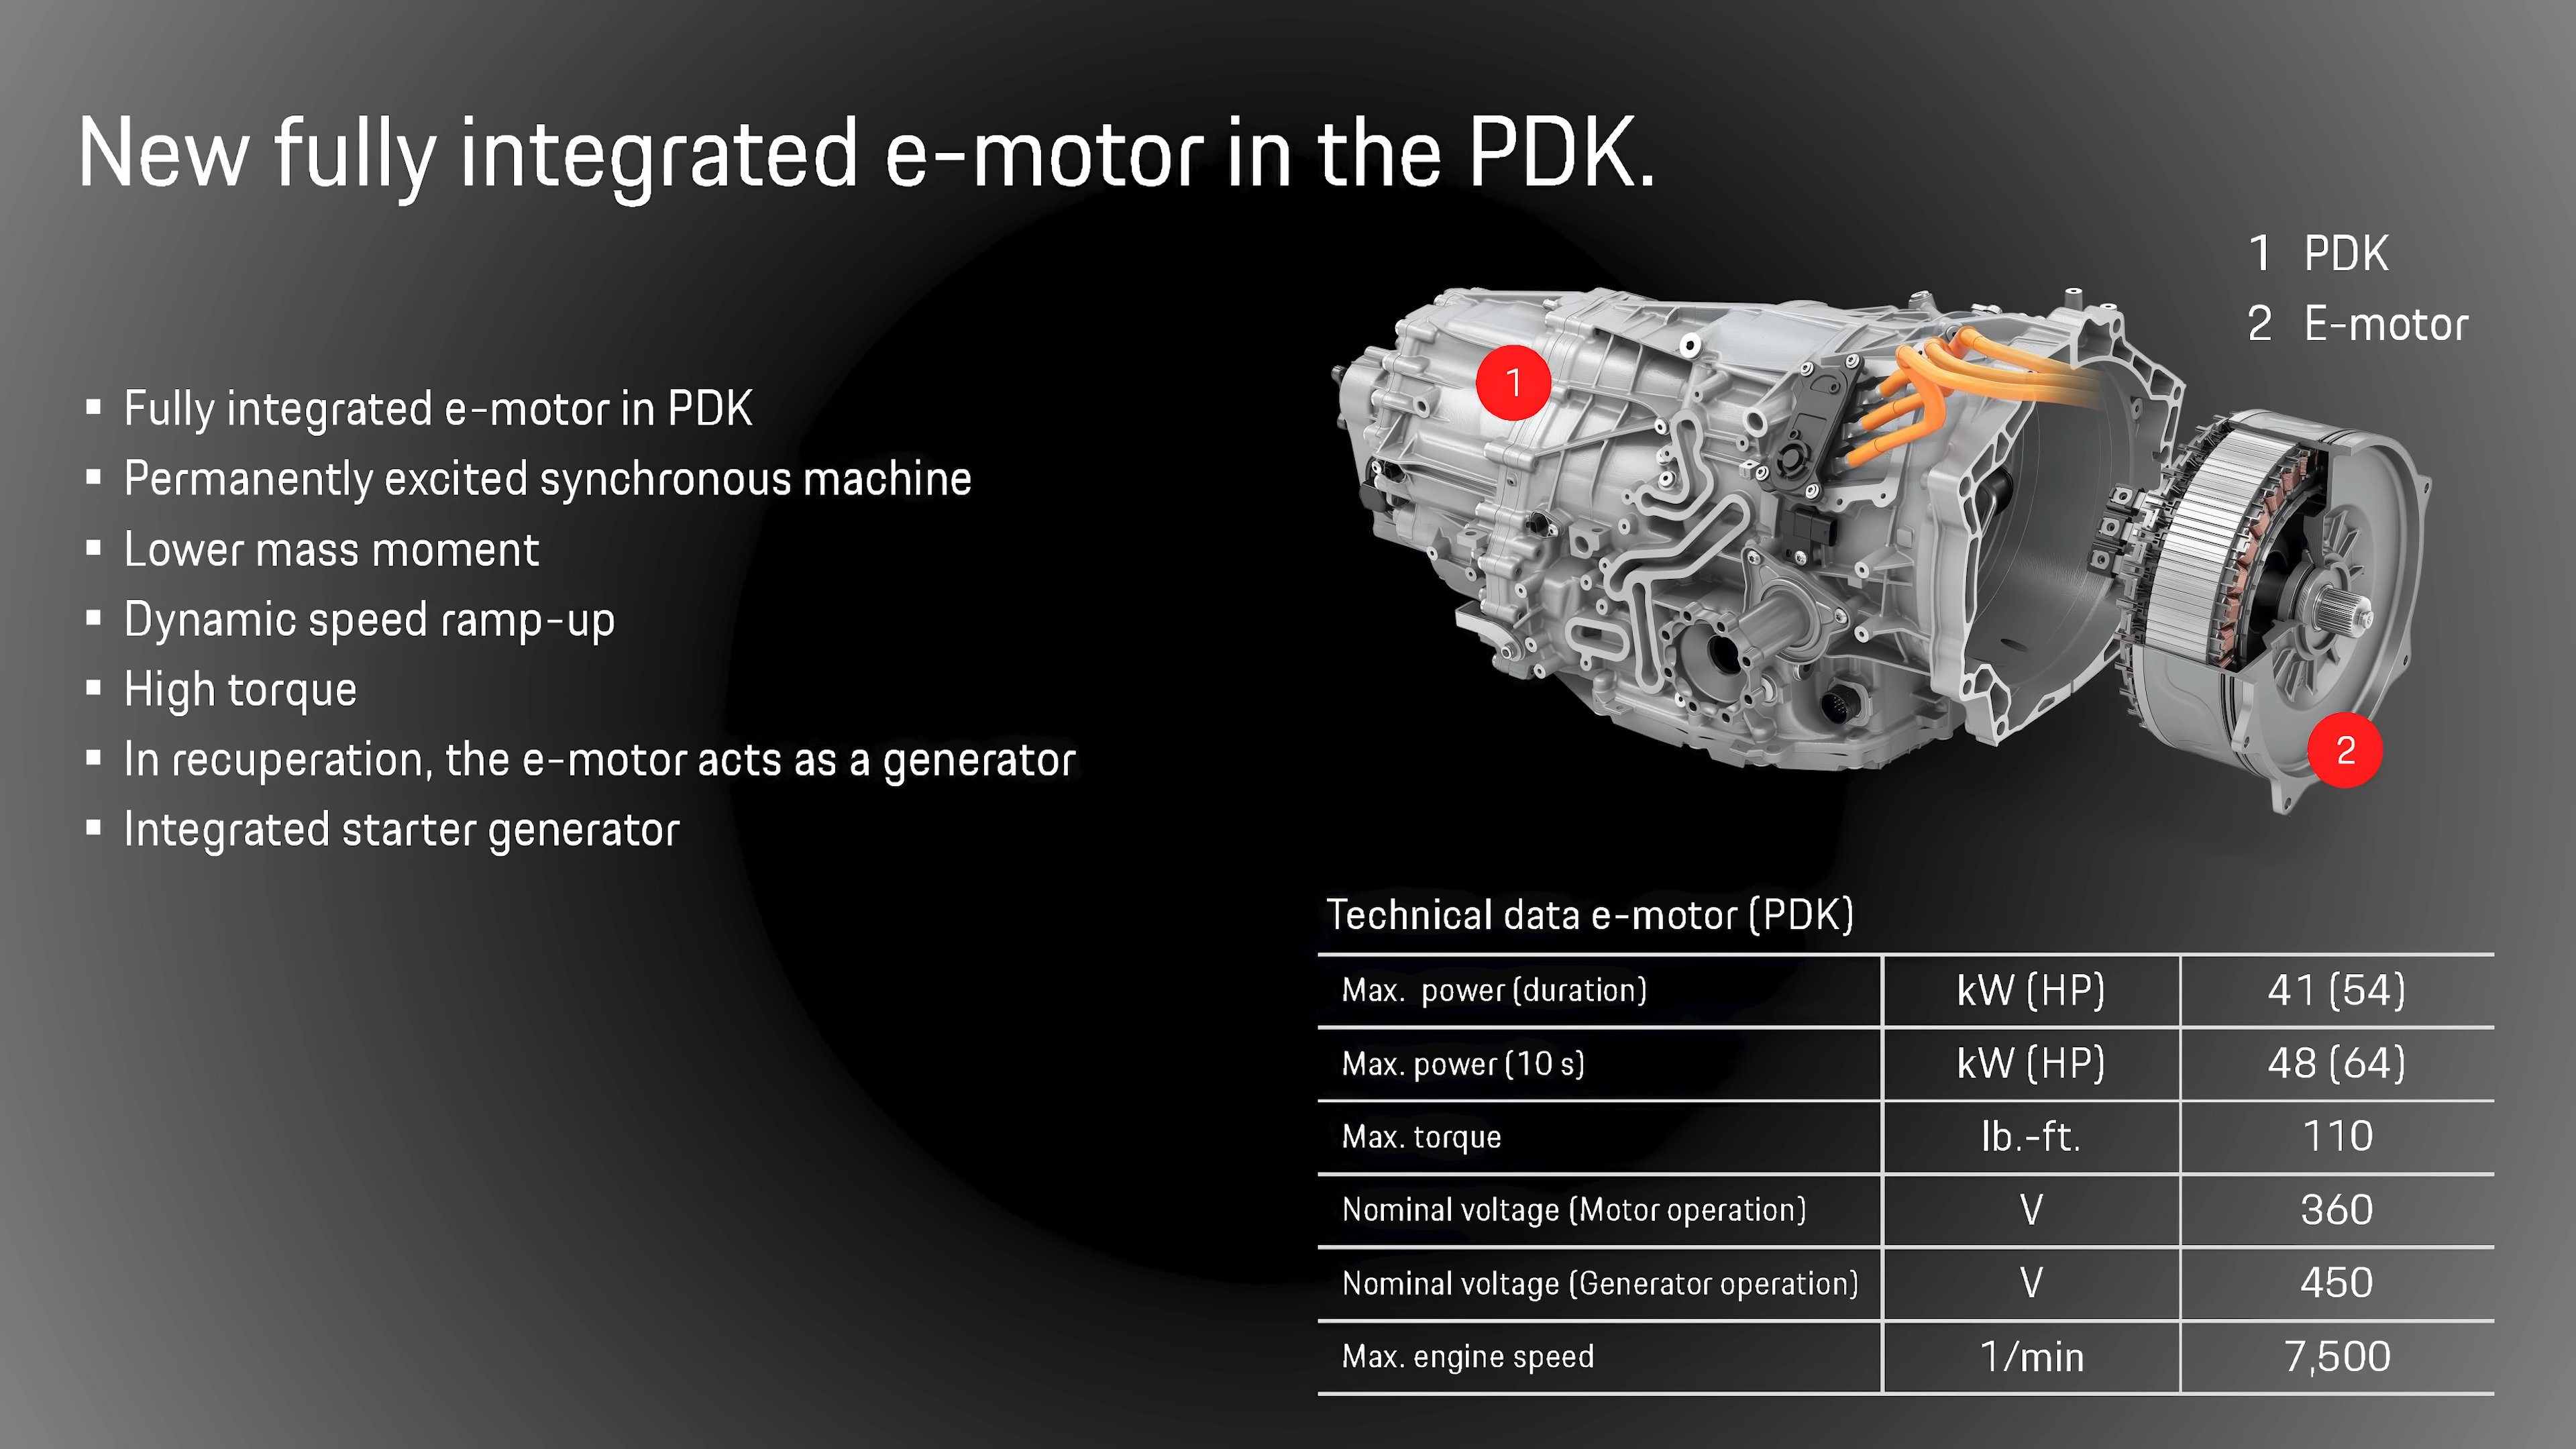 New fully integrated e-motor in the PDK.
1 PDK
2 E-motor
1
2
▪ Fully integrated e-motor in PDK
▪ Permanently excited synchronous machine
▪ Lower mass moment
▪ Dynamic speed ramp-up
▪ High torque
▪ In recuperation, the e-motor acts as a generator
▪ Integrated starter generator
Technical data e-motor (PDK)
Max. power (duration) kW (HP) 41 (54)
Max. power (10 s) kW (HP) 48 (64)
Max. torque lb.-ft. 110
Nominal voltage (Motor operation) V 360
Nominal voltage (Generator operation) V 450
Max. engine speed 1/min 7,500